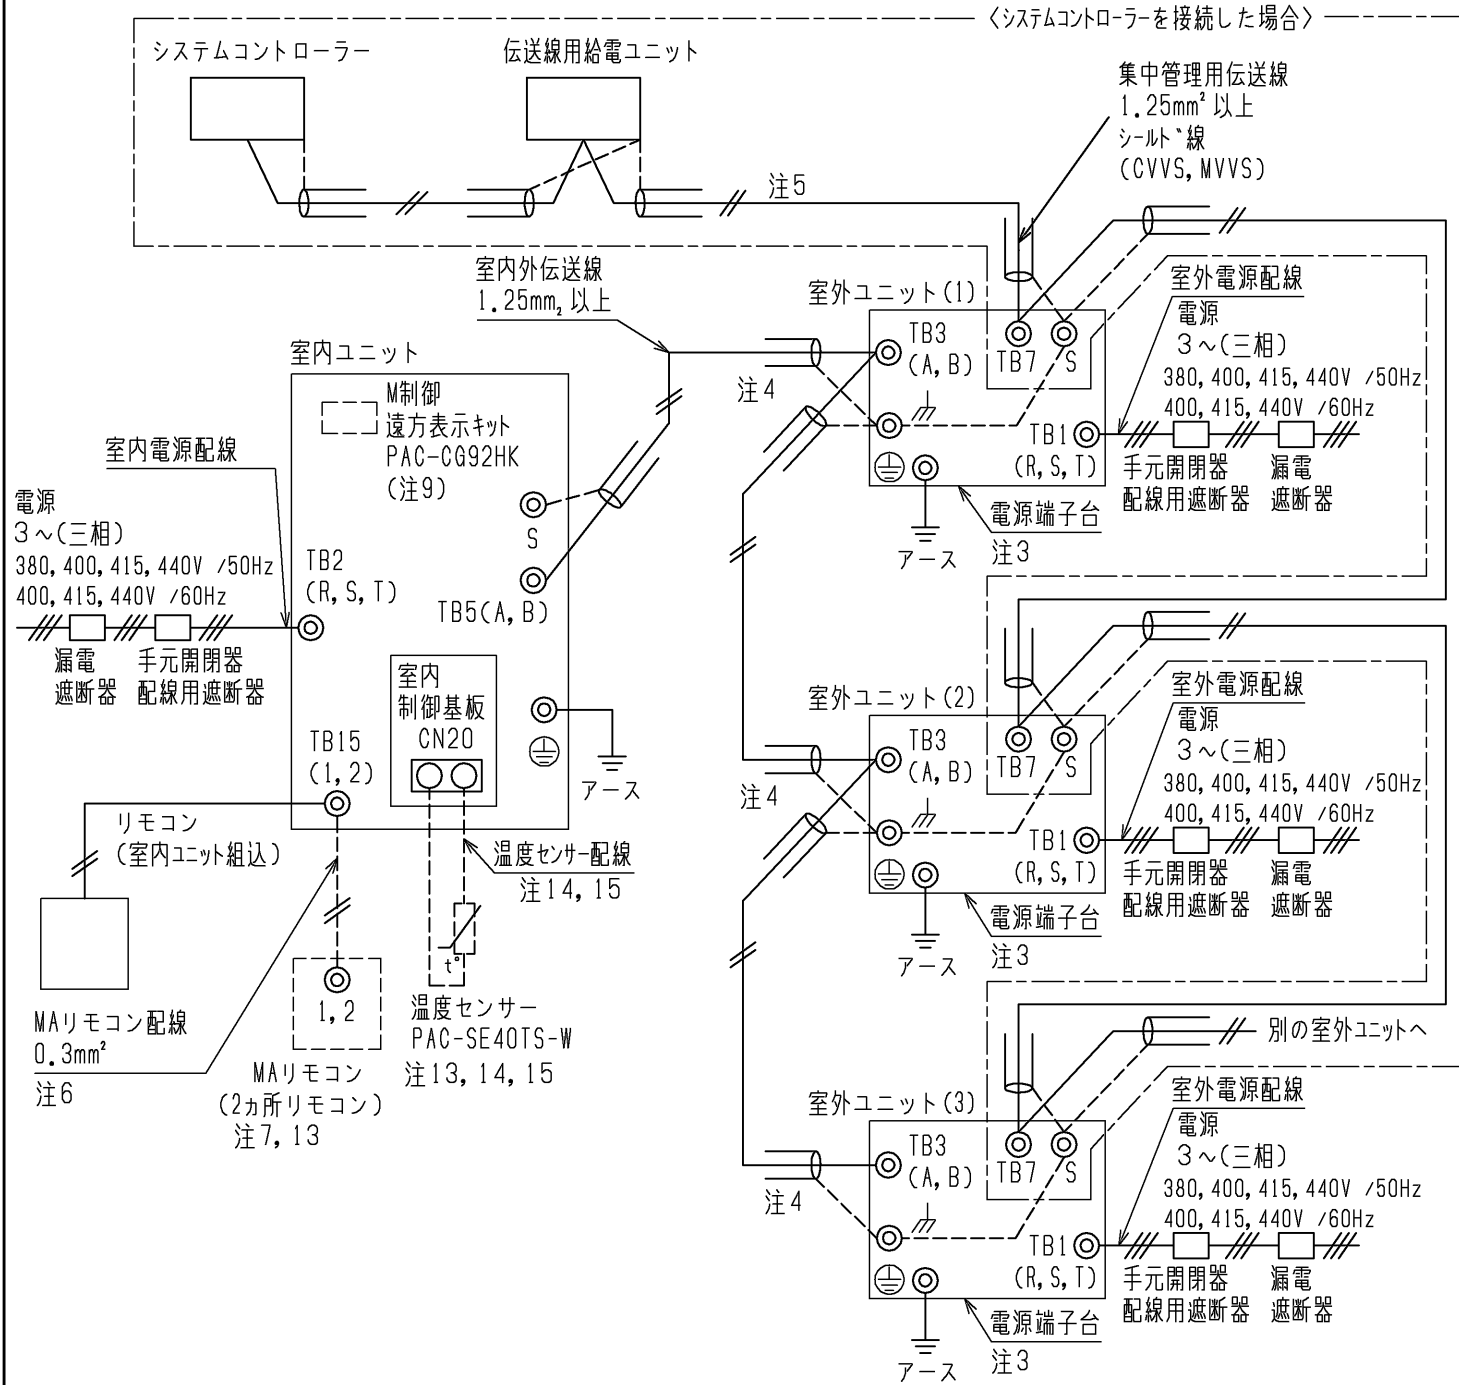 〈システムコントローラーを接続した場合〉
システムコントローラー
伝送線用給電ユニット
集中管理用伝送線
1.25mm² 以上
シールド線
(CVVS, MVVS)
注5
室内外伝送線
1.25mm₂ 以上
室内ユニット
M制御
遠方表示キット
PAC-CG92HK
(注9)
室内電源配線
電源
3~(三相)
380, 400, 415, 440V /50Hz
400, 415, 440V /60Hz
漏電
遮断器
手元開閉器
配線用遮断器
TB2
(R, S, T)
S
TB5(A, B)
室内
制御基板
CN20
アース
TB15
(1, 2)
リモコン
(室内ユニット組込)
温度センサー配線
注14, 15
t°
1, 2
温度センサー
PAC-SE40TS-W
注13, 14, 15
MAリモコン配線
0.3mm²
注6
MAリモコン
(2カ所リモコン)
注7, 13
室外ユニット(1)
TB3
(A, B)
TB7
S
注4
TB1
(R, S, T)
アース
電源端子台
注3
室外電源配線
電源
3~(三相)
380, 400, 415, 440V /50Hz
400, 415, 440V /60Hz
手元開閉器
配線用遮断器
漏電
遮断器
室外ユニット(2)
TB3
(A, B)
TB7
S
注4
TB1
(R, S, T)
アース
電源端子台
注3
室外電源配線
電源
3~(三相)
380, 400, 415, 440V /50Hz
400, 415, 440V /60Hz
手元開閉器
配線用遮断器
漏電
遮断器
別の室外ユニットへ
室外ユニット(3)
TB3
(A, B)
TB7
S
注4
TB1
(R, S, T)
アース
電源端子台
注3
室外電源配線
電源
3~(三相)
380, 400, 415, 440V /50Hz
400, 415, 440V /60Hz
手元開閉器
配線用遮断器
漏電
遮断器